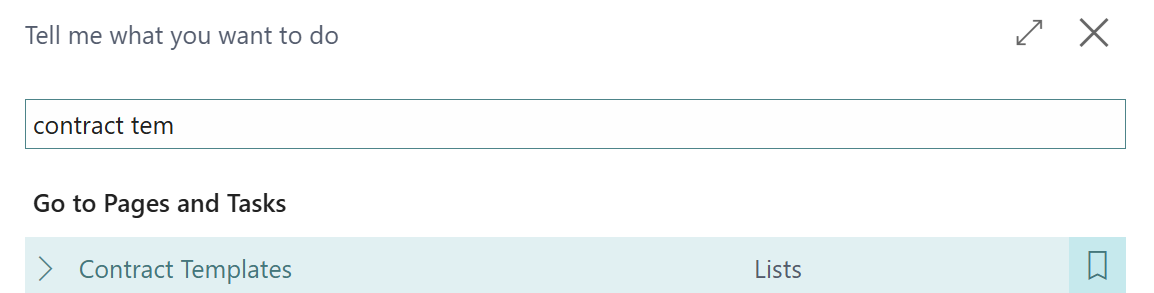 Tell me what you want to do
contract tem
Go to Pages and Tasks
Contract Templates Lists